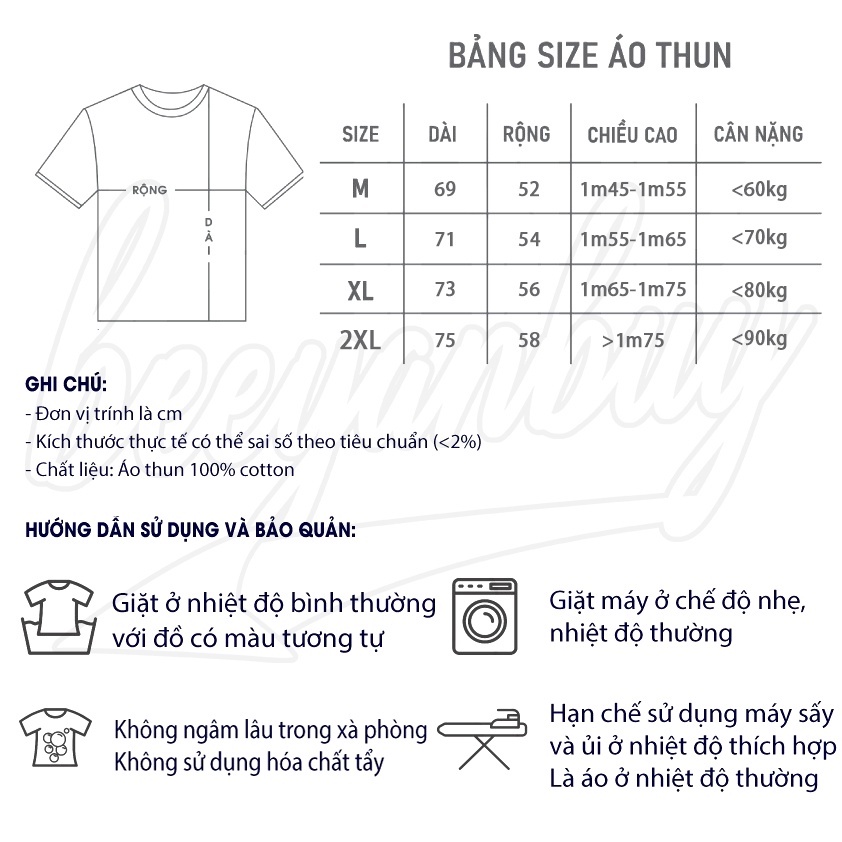 BẢNG SIZE ÁO THUN
SIZE DÀI RỘNG CHIỀU CAO CÂN NẶNG
M 69 52 1m45-1m55 <60kg
L 71 54 1m55-1m65 <70kg
XL 73 56 1m65-1m75 <80kg
2XL 75 58 >1m75 <90kg
RỘNG
DÀI
beeyanbuy
GHI CHÚ:
- Đơn vị trính là cm
- Kích thước thực tế có thể sai số theo tiêu chuẩn (<2%)
- Chất liệu: Áo thun 100% cotton
HƯỚNG DẪN SỬ DỤNG VÀ BẢO QUẢN:
Giặt ở nhiệt độ bình thường
với đồ có màu tương tự
Giặt máy ở chế độ nhẹ,
nhiệt độ thường
Không ngâm lâu trong xà phòng
Không sử dụng hóa chất tẩy
Hạn chế sử dụng máy sấy
và ủi ở nhiệt độ thích hợp
Là áo ở nhiệt độ thường